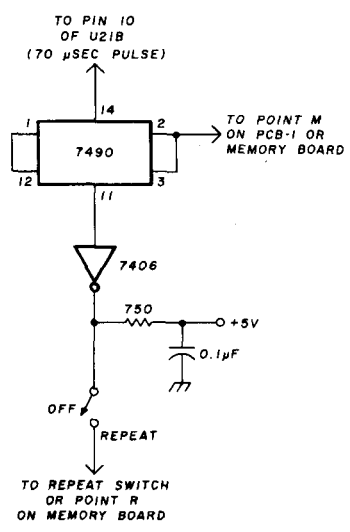 TO PIN 10
OF U21B
(70 µSEC PULSE)
14
1
2
7490
12
3
11
TO POINT M
ON PCB-1 OR
MEMORY BOARD
7406
750
+5V
0.1µF
OFF
REPEAT
TO REPEAT SWITCH
OR POINT R
ON MEMORY BOARD